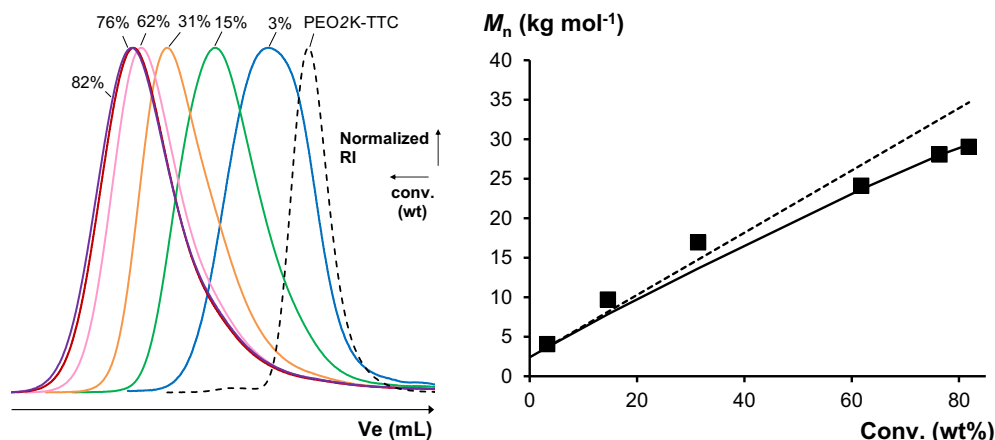 76% 62% 31% 15% 3% PEO2K-TTC
82%
Normalized
RI
conv.
(wt)
Ve (mL)
Mn (kg mol-1)
40
35
30
25
20
15
10
5
0
0 20 40 60 80 100
Conv. (wt%)